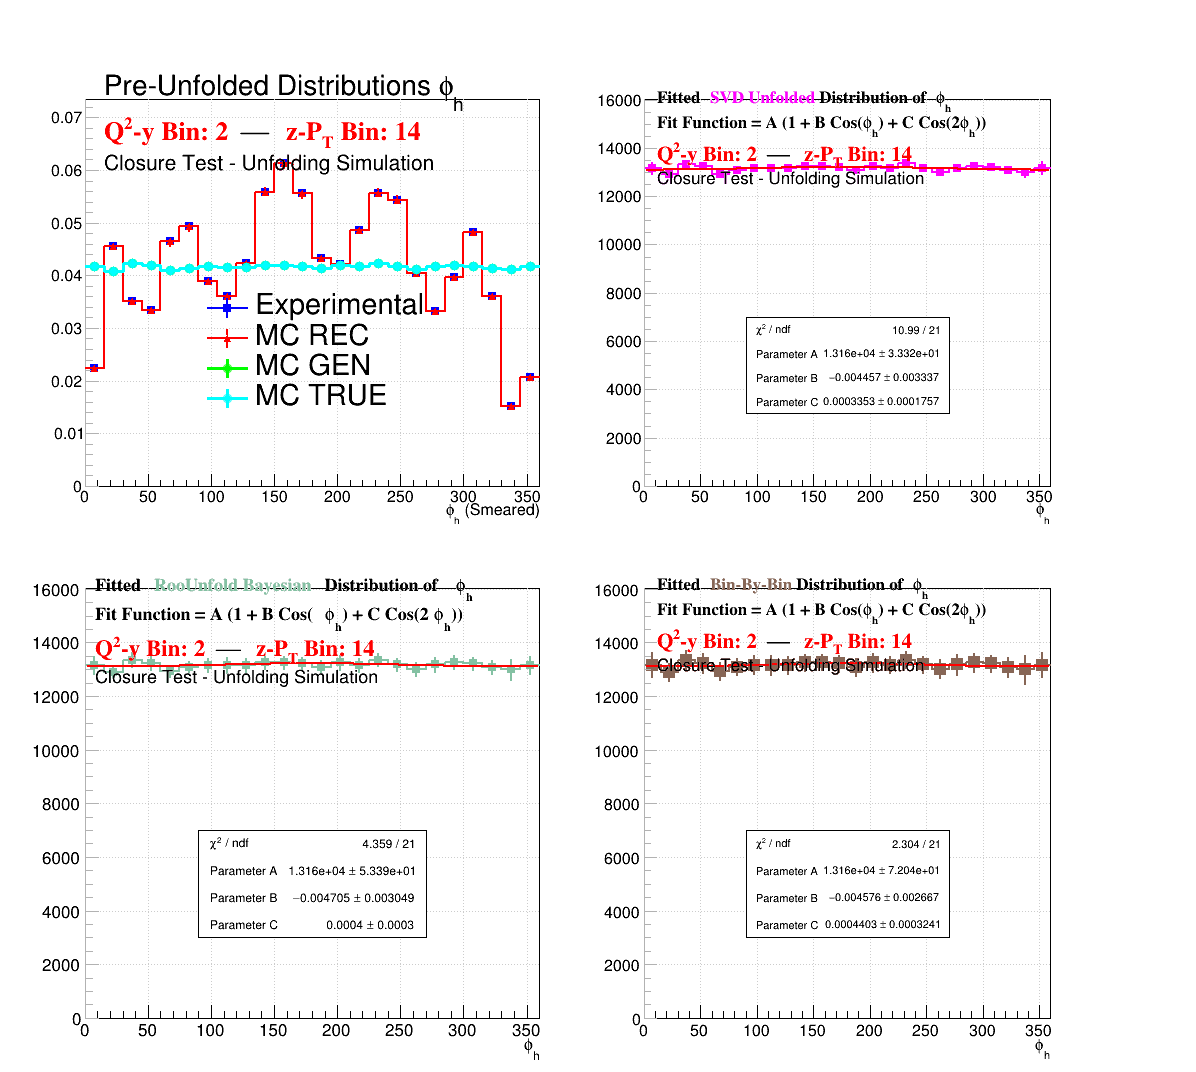 Pre-Unfolded Distributions ϕh
Q2-y Bin: 2 — z-PT Bin: 14
Closure Test - Unfolding Simulation
0.07
0.06
0.05
0.04
0.03
0.02
0.01
0
Experimental
MC REC
MC GEN
MC TRUE
0 50 100 150 200 250 300 350
ϕh (Smeared)
Fitted SVD Unfolded Distribution of ϕh
Fit Function = A (1 + B Cos(ϕh) + C Cos(2ϕh))
Q2-y Bin: 2 — z-PT Bin: 14
Closure Test - Unfolding Simulation
16000
14000
12000
10000
8000
6000
4000
2000
0
χ2 / ndf 10.99 / 21
Parameter A 1.316e+04 ± 3.332e+01
Parameter B −0.004457 ± 0.003337
Parameter C 0.0003353 ± 0.0001757
0 50 100 150 200 250 300 350
ϕh
Fitted RooUnfold Bayesian Distribution of ϕh
Fit Function = A (1 + B Cos( ϕh) + C Cos(2 ϕh))
Q2-y Bin: 2 — z-PT Bin: 14
Closure Test - Unfolding Simulation
16000
14000
12000
10000
8000
6000
4000
2000
0
χ2 / ndf 4.359 / 21
Parameter A 1.316e+04 ± 5.339e+01
Parameter B −0.004705 ± 0.003049
Parameter C 0.0004 ± 0.0003
0 50 100 150 200 250 300 350
ϕh
Fitted Bin-By-Bin Distribution of ϕh
Fit Function = A (1 + B Cos(ϕh) + C Cos(2ϕh))
Q2-y Bin: 2 — z-PT Bin: 14
Closure Test - Unfolding Simulation
16000
14000
12000
10000
8000
6000
4000
2000
0
χ2 / ndf 2.304 / 21
Parameter A 1.316e+04 ± 7.204e+01
Parameter B −0.004576 ± 0.002667
Parameter C 0.0004403 ± 0.0003241
0 50 100 150 200 250 300 350
ϕh